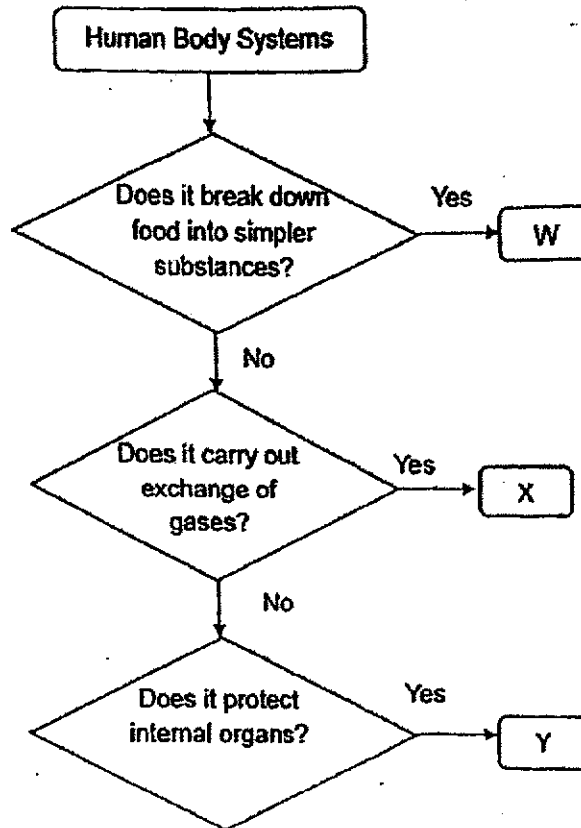 Human Body Systems
Does it break down
food into simpler
substances?
Yes
W
No
Does it carry out
exchange of
gases?
Yes
X
No
Does it protect
internal organs?
Yes
Y